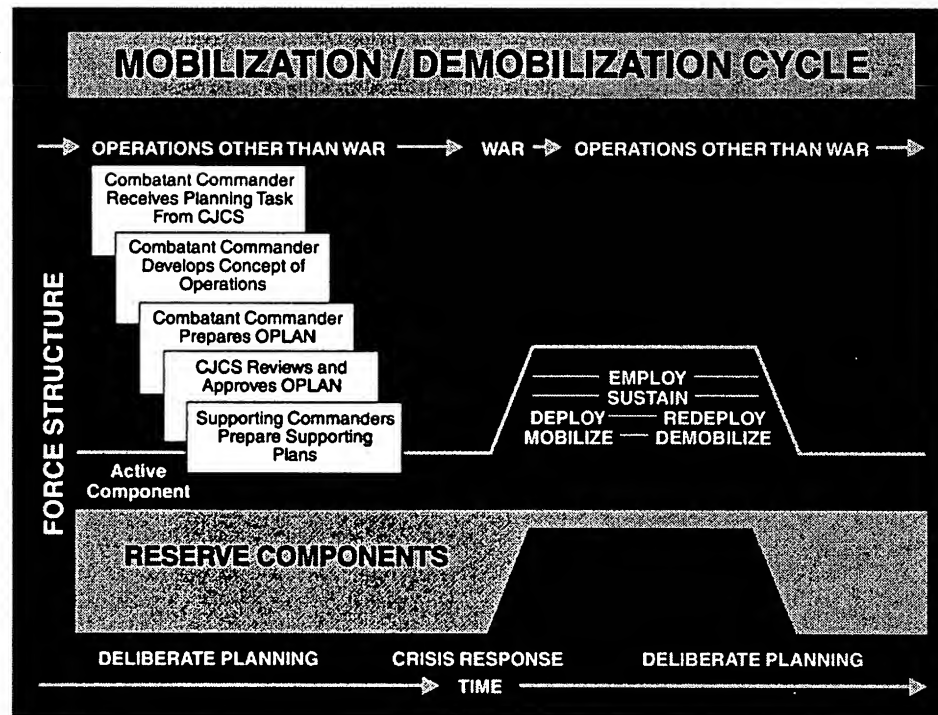 MOBILIZATION / DEMOBILIZATION CYCLE
OPERATIONS OTHER THAN WAR
WAR
OPERATIONS OTHER THAN WAR
Combatant Commander
Receives Planning Task
From CJCS
Combatant Commander
Develops Concept of
Operations
Combatant Commander
Prepares OPLAN
CJCS Reviews and
Approves OPLAN
Supporting Commanders
Prepare Supporting
Plans
FORCE STRUCTURE
EMPLOY
SUSTAIN
DEPLOY REDEPLOY
MOBILIZE DEMOBILIZE
Active
Component
RESERVE COMPONENTS
DELIBERATE PLANNING
CRISIS RESPONSE
DELIBERATE PLANNING
TIME